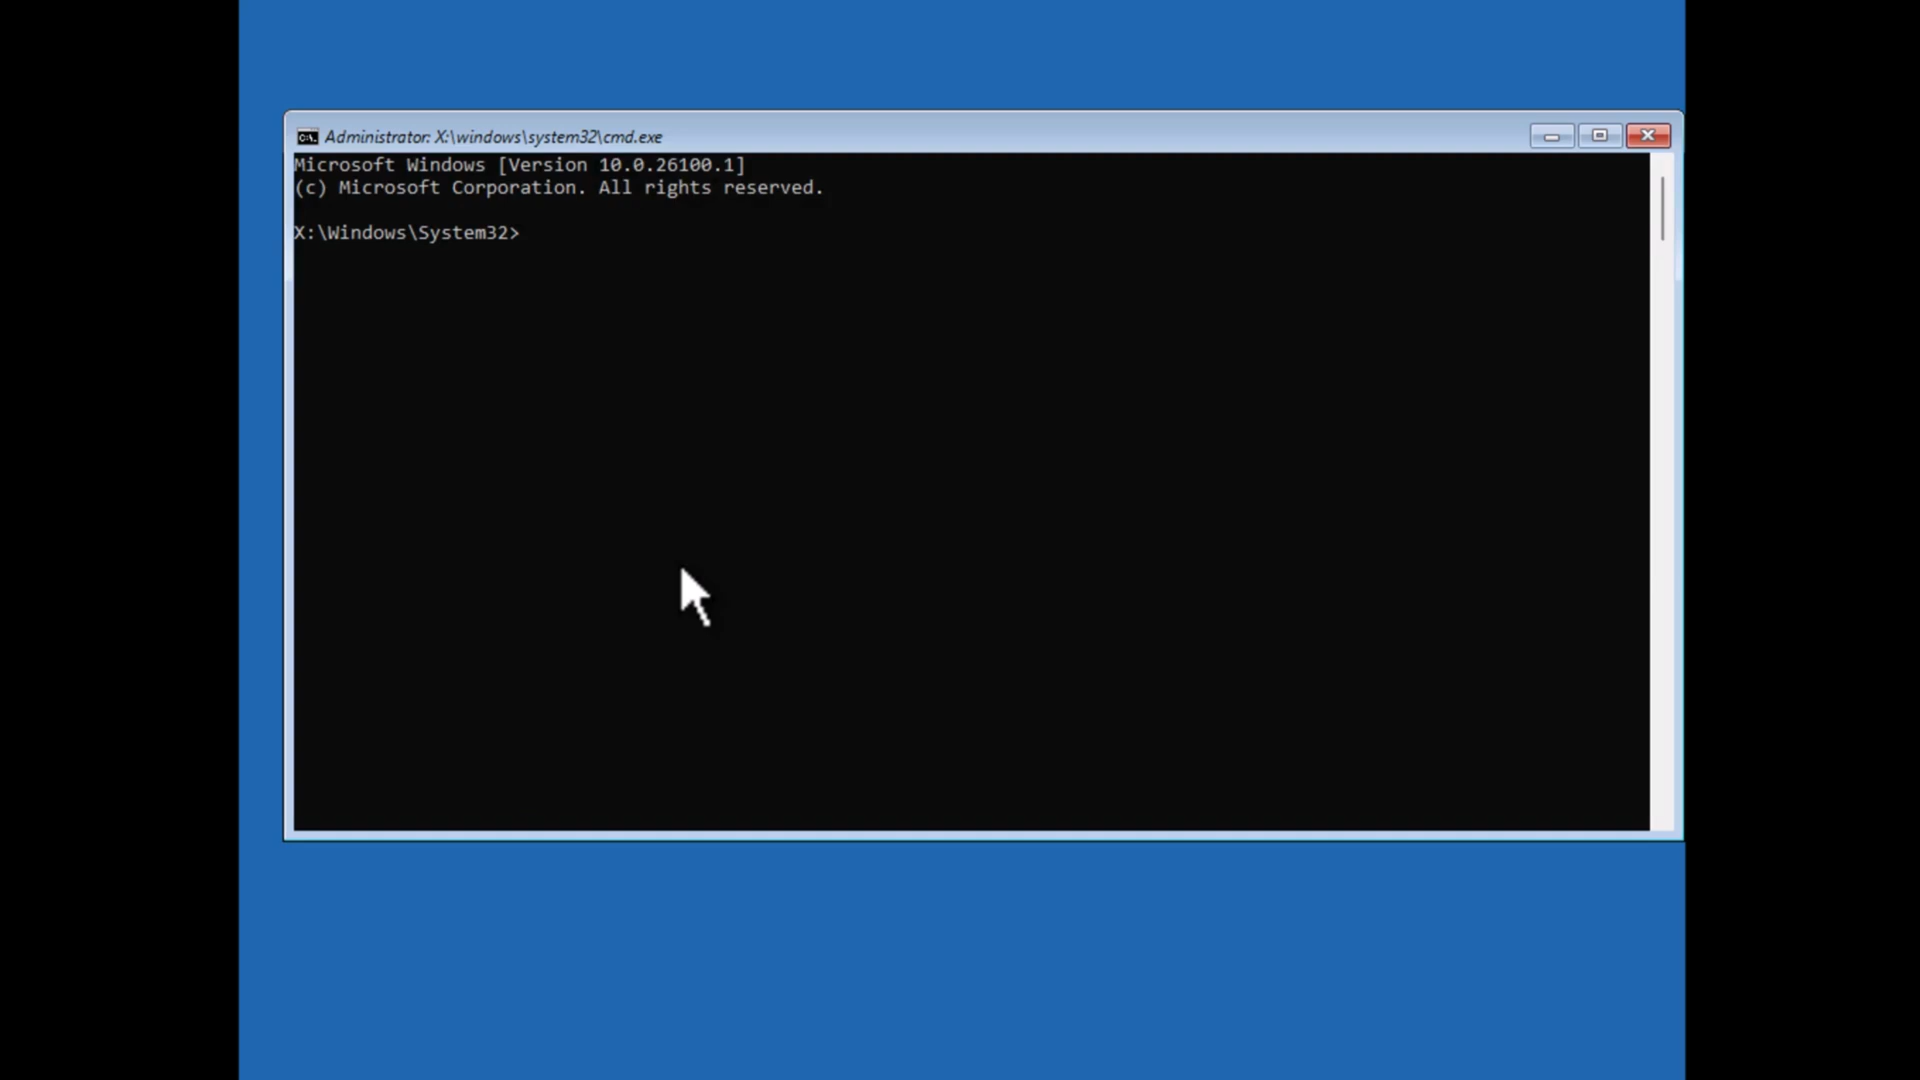 Administrator: X:\windows\system32\cmd.exe
Microsoft Windows [Version 10.0.26100.1]
(c) Microsoft Corporation. All rights reserved.
X:\Windows\System32>